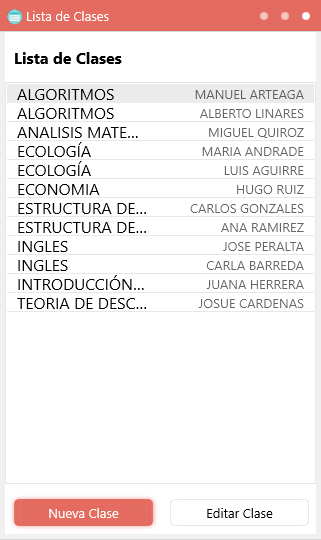 Lista de Clases
Lista de Clases
ALGORITMOS MANUEL ARTEAGA
ALGORITMOS ALBERTO LINARES
ANALISIS MATE... MIGUEL QUIROZ
ECOLOGÍA MARIA ANDRADE
ECOLOGÍA LUIS AGUIRRE
ECONOMIA HUGO RUIZ
ESTRUCTURA DE... CARLOS GONZALES
ESTRUCTURA DE... ANA RAMIREZ
INGLES JOSE PERALTA
INGLES CARLA BARREDA
INTRODUCCIÓN... JUANA HERRERA
TEORIA DE DESC... JOSUE CARDENAS
Nueva Clase Editar Clase